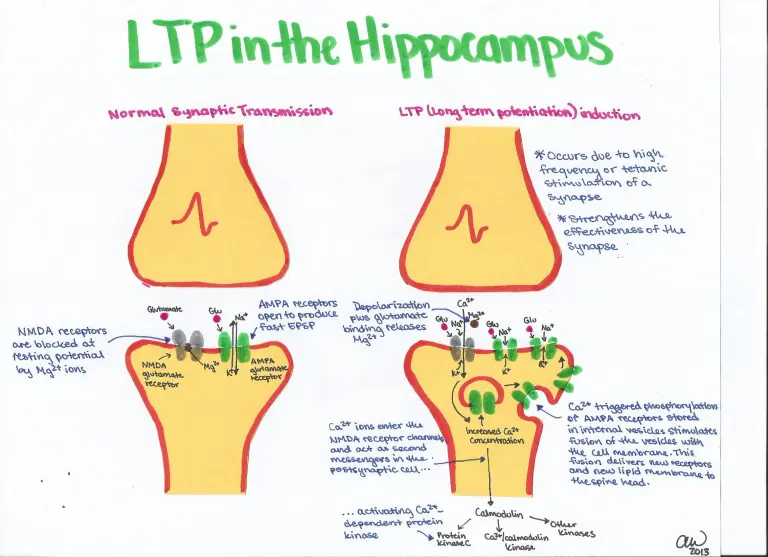 LTP in the Hippocampus
Normal Synaptic Transmission
Glutamate
Glu
Na+
AMPA receptors
open to produce
fast EPSP
NMDA receptors
are blocked at
resting potential
by Mg2+ ions
NMDA
glutamate
receptor
Mg2+
K+
AMPA
glutamate
receptor
LTP (Long term potentiation) induction
*Occurs due to high
frequency or tetanic
stimulation of a
synapse
*Strengthens the
effectiveness of the
synapse
Depolarization
plus glutamate
binding releases
Mg2+
Ca2+
Glu
Na+
Mg2+
Glu
Na+
Glu
Na+
K+
K+
K+
Increased Ca2+
Concentration
Ca2+ ions enter the
NMDA receptor channels
and act as second
messengers in the
postsynaptic cell...
Ca2+ triggered phosphorylation
of AMPA receptors stored
in internal vesicles stimulates
fusion of the vesicles with
the cell membrane. This
fusion delivers new receptors
and new lipid membrane to
the spine head.
...activating Ca2+-
dependent protein
kinase
Calmodulin
Protein
kinase C
Ca2+/calmodulin
kinase
Other
kinases
2013